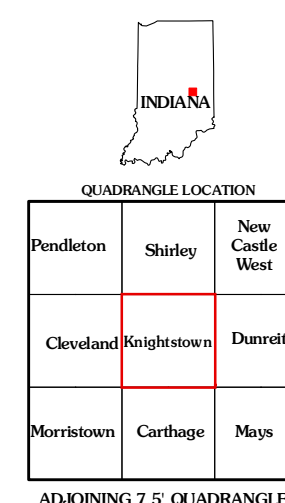 INDIANA
QUADRANGLE LOCATION
Pendleton
Shirley
New
Castle
West
Cleveland
Knightstown
Dunreit
Morristown
Carthage
Mays
ADJOINING 7.5' QUADRANGLE